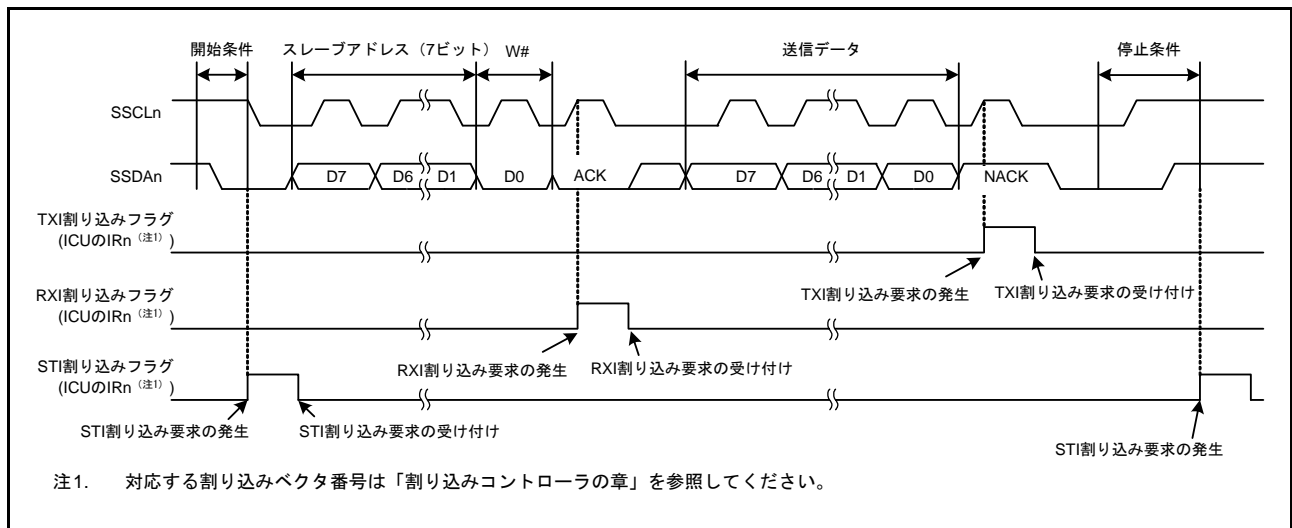 開始条件 スレーブアドレス（7ビット） W# 送信データ 停止条件
SSCLn
SSDAn D7 D6 D1 D0 ACK D7 D6 D1 D0 NACK
TXI割り込みフラグ
(ICUのIRn（注1）)
TXI割り込み要求の発生 TXI割り込み要求の受け付け
RXI割り込みフラグ
(ICUのIRn（注1）)
RXI割り込み要求の発生 RXI割り込み要求の受け付け
STI割り込みフラグ
(ICUのIRn（注1）)
STI割り込み要求の発生 STI割り込み要求の受け付け
STI割り込み要求の発生
注1. 対応する割り込みベクタ番号は「割り込みコントローラの章」を参照してください。